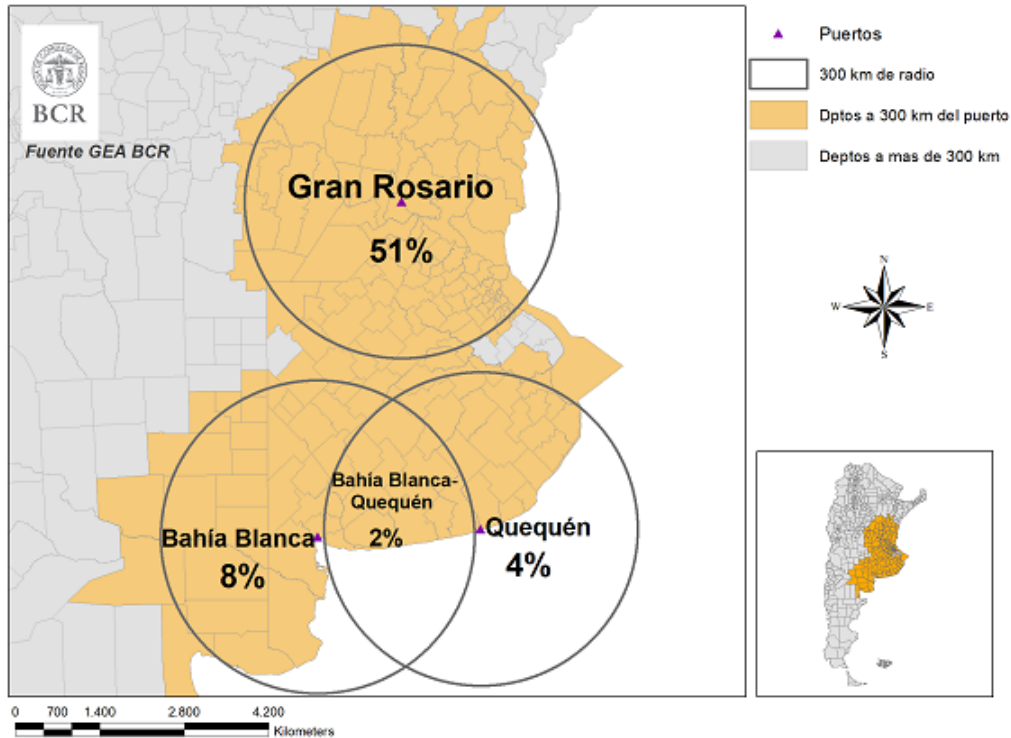 BCR
Fuente GEA BCR
Gran Rosario
51%
Bahía Blanca-
Quequén
2%
Bahía Blanca
8%
Quequén
4%
Puertos
300 km de radio
Dptos a 300 km del puerto
Deptos a mas de 300 km
N
W
E
S
0 700 1.400 2.800 4.200
Kilometers